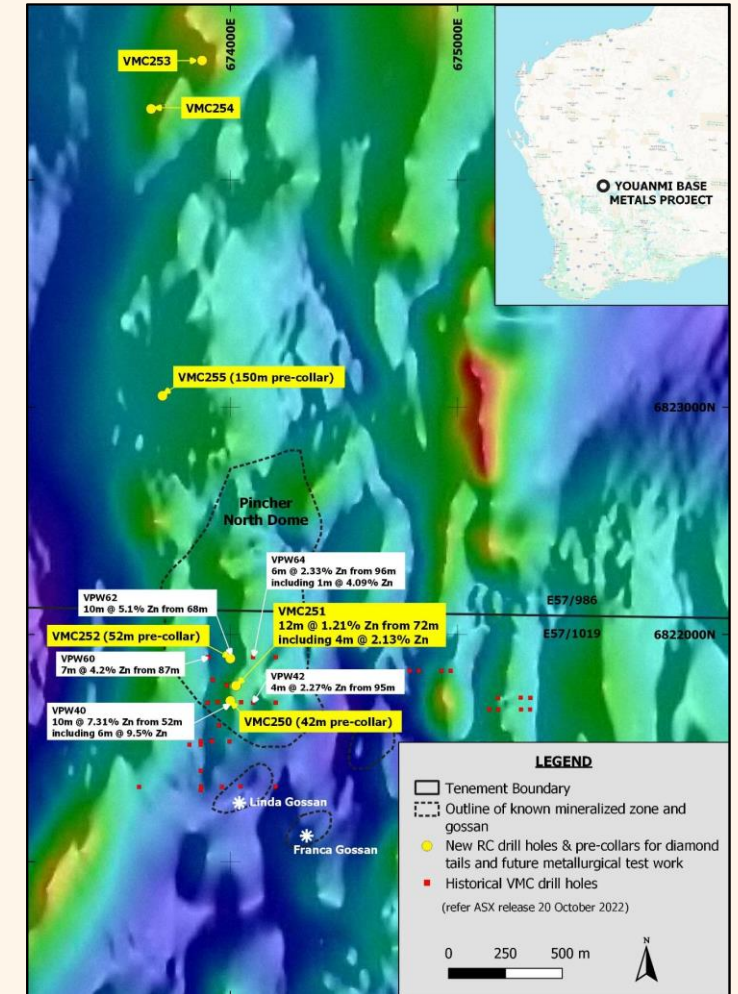 VMC253
674000E
675000E
VMC254
YOUANMI BASE
METALS PROJECT
VMC255 (150m pre-collar)
6823000N
Pincher
North Dome
VPW64
6m @ 2.33% Zn from 96m
including 1m @ 4.09% Zn
VPW62
10m @ 5.1% Zn from 68m
E57/986
VMC251
12m @ 1.21% Zn from 72m
including 4m @ 2.13% Zn
E57/1019
6822000N
VMC252 (52m pre-collar)
VPW60
7m @ 4.2% Zn from 87m
VPW42
4m @ 2.27% Zn from 95m
VPW40
10m @ 7.31% Zn from 52m
including 6m @ 9.5% Zn
VMC250 (42m pre-collar)
Linda Gossan
Franca Gossan
LEGEND
Tenement Boundary
Outline of known mineralized zone and
gossan
New RC drill holes & pre-collars for diamond
tails and future metallurgical test work
Historical VMC drill holes
(refer ASX release 20 October 2022)
0 250 500 m
N